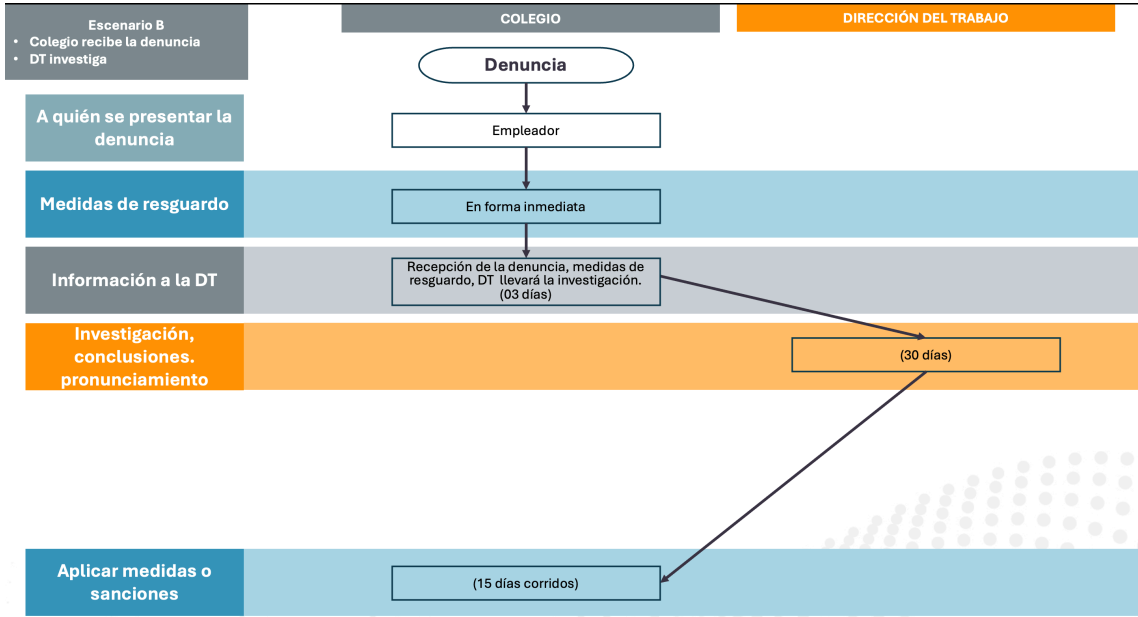 Escenario B
• Colegio recibe la denuncia
• DT investiga
COLEGIO
DIRECCIÓN DEL TRABAJO
Denuncia
A quién se presentar la
denuncia
Empleador
Medidas de resguardo
En forma inmediata
Información a la DT
Recepción de la denuncia, medidas de
resguardo, DT llevará la investigación.
(03 días)
Investigación,
conclusiones.
pronunciamiento
(30 días)
Aplicar medidas o
sanciones
(15 días corridos)